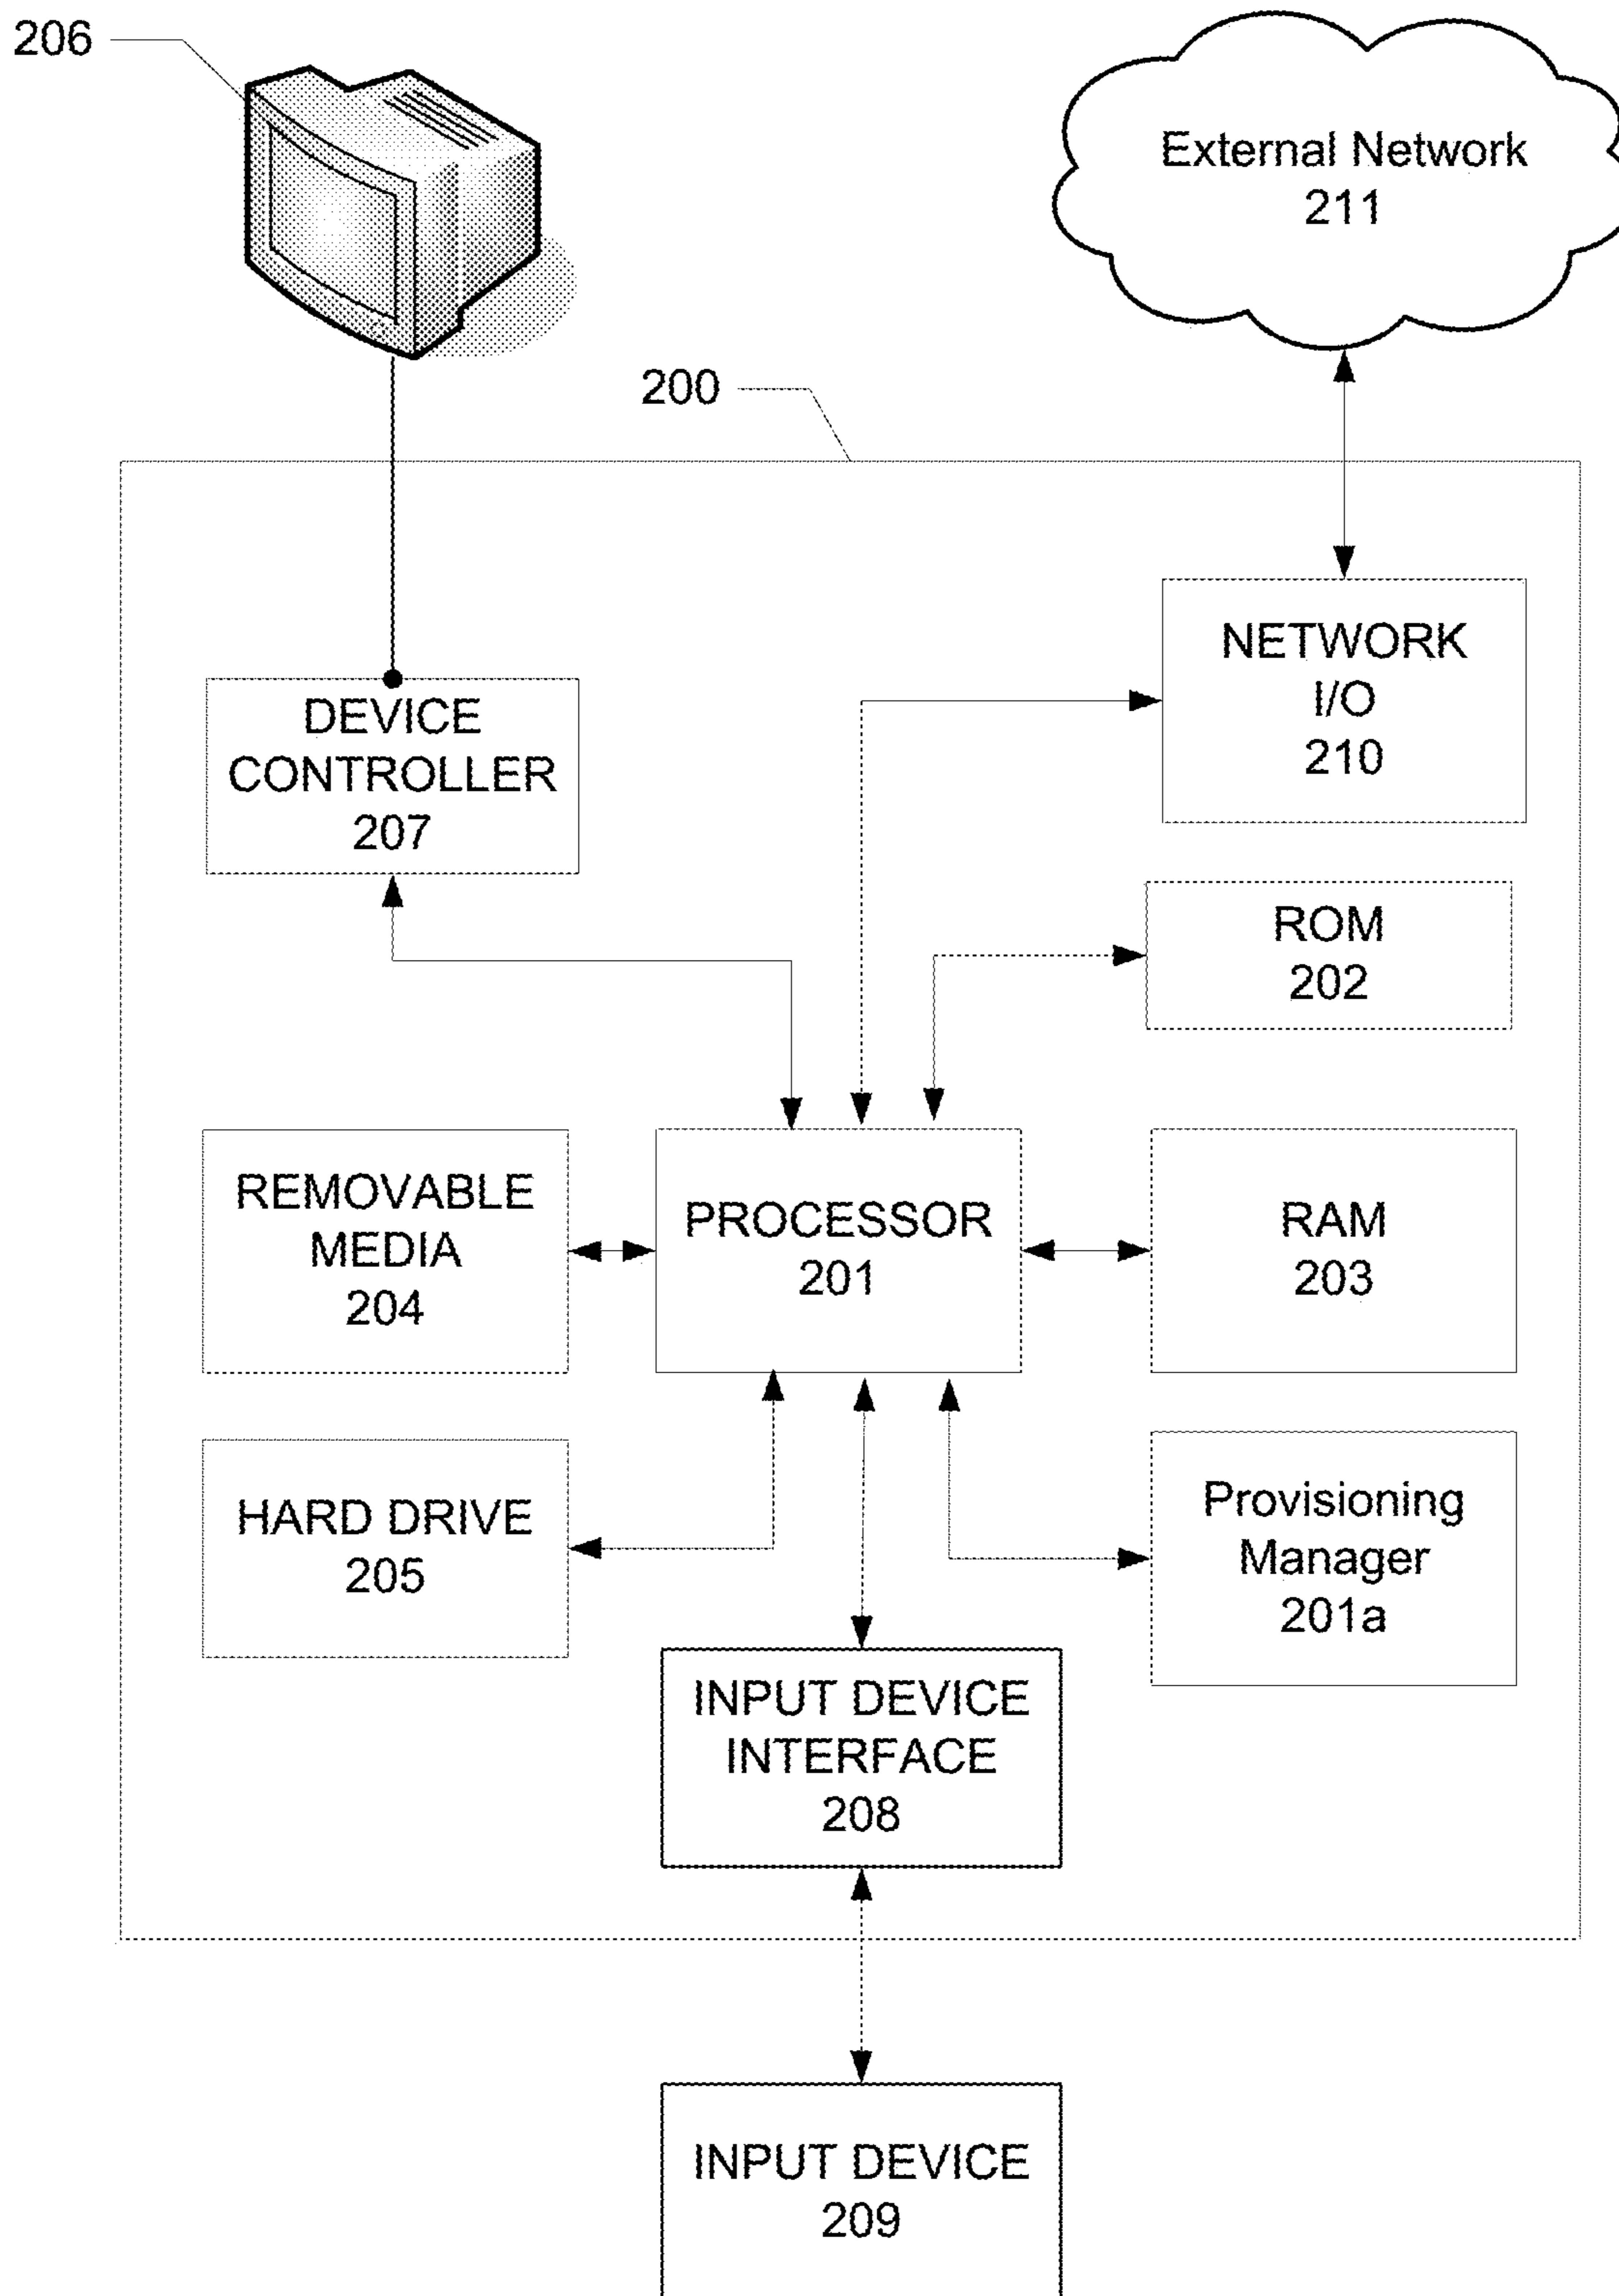 206
External Network
211
200
NETWORK
I/O
210
DEVICE
CONTROLLER
207
ROM
202
REMOVABLE
MEDIA
204
PROCESSOR
201
RAM
203
HARD DRIVE
205
Provisioning
Manager
201a
INPUT DEVICE
INTERFACE
208
INPUT DEVICE
209